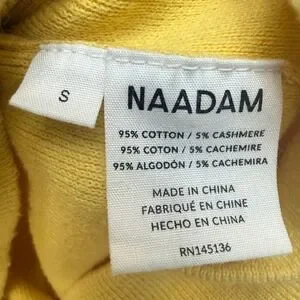 S
NAADAM
95% COTTON / 5% CASHMERE
95% COTON / 5% CACHEMIRE
95% ALGODÓN / 5% CACHEMIRA
MADE IN CHINA
FABRIQUÉ EN CHINE
HECHO EN CHINA
RN145136